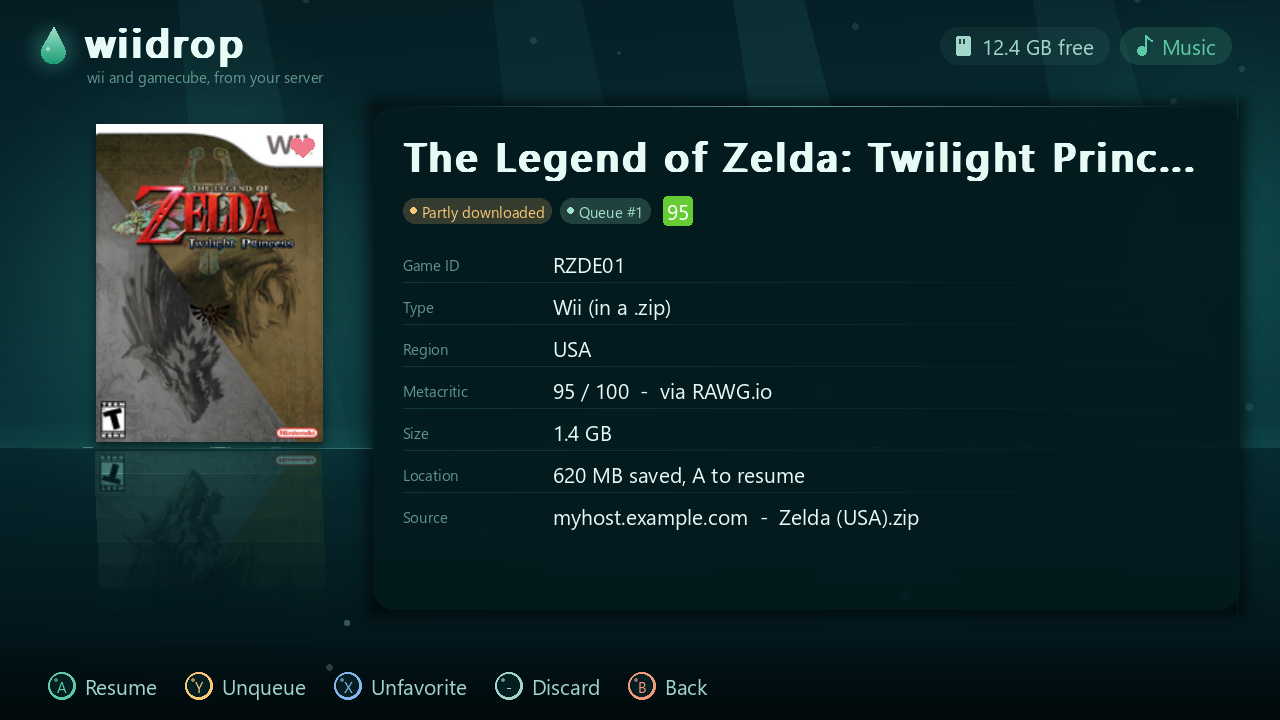 wiidrop
wii and gamecube, from your server
12.4 GB free
Music
Wii
THE LEGEND OF
ZELDA
Twilight Princess
TEEN
T
ESRB
Nintendo
The Legend of Zelda: Twilight Princ...
Partly downloaded
Queue #1
95
Game ID RZDE01
Type Wii (in a .zip)
Region USA
Metacritic 95 / 100 - via RAWG.io
Size 1.4 GB
Location 620 MB saved, A to resume
Source myhost.example.com - Zelda (USA).zip
A Resume
Y Unqueue
X Unfavorite
- Discard
B Back